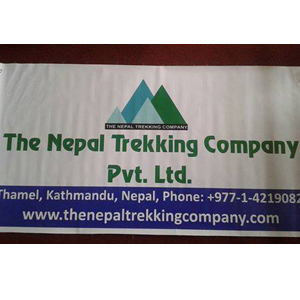 THE NEPAL TREKKING COMPANY
The Nepal Trekking Company
Pvt. Ltd.
Thamel, Kathmandu, Nepal, Phone: +977-1-4219082
www.thenepaltrekkingcompany.com